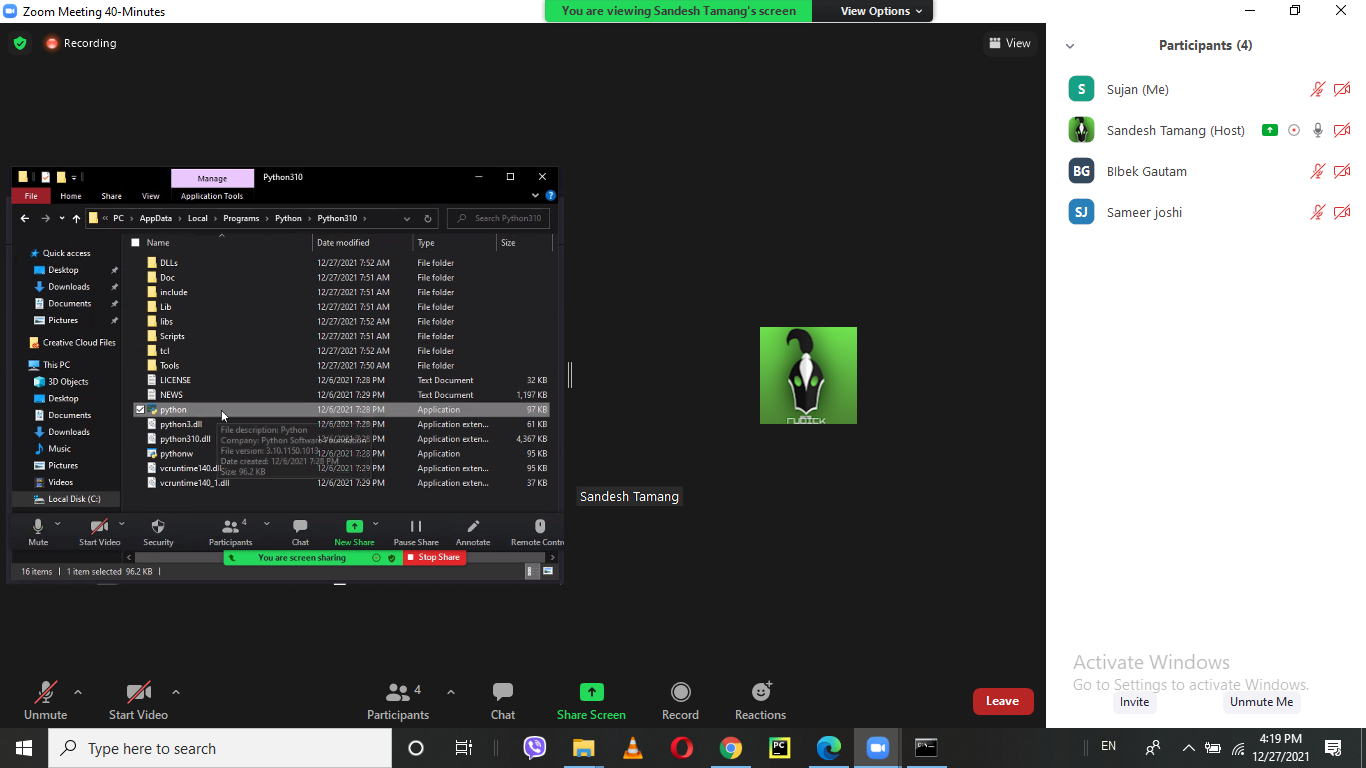 Zoom Meeting 40-Minutes
You are viewing Sandesh Tamang's screen
View Options
Recording
View
Participants (4)
S
Sujan (Me)
Sandesh Tamang (Host)
BG
BIbek Gautam
SJ
Sameer joshi
Manage
Python310
File
Home
Share
View
Application Tools
« PC > AppData > Local > Programs > Python > Python310 >
Search Python310
Quick access
Desktop
Downloads
Documents
Pictures
Creative Cloud Files
This PC
3D Objects
Desktop
Documents
Downloads
Music
Pictures
Videos
Local Disk (C:)
Name Date modified Type Size
DLLs 12/27/2021 7:52 AM File folder
Doc 12/27/2021 7:51 AM File folder
include 12/27/2021 7:51 AM File folder
Lib 12/27/2021 7:51 AM File folder
libs 12/27/2021 7:52 AM File folder
Scripts 12/27/2021 7:51 AM File folder
tcl 12/27/2021 7:52 AM File folder
Tools 12/27/2021 7:50 AM File folder
LICENSE 12/6/2021 7:28 PM Text Document 32 KB
NEWS 12/6/2021 7:29 PM Text Document 1,197 KB
python 12/6/2021 7:28 PM Application 97 KB
python3.dll 12/6/2021 7:28 PM Application exten... 61 KB
python310.dll 12/6/2021 7:28 PM Application exten... 4,367 KB
pythonw 12/6/2021 7:28 PM Application 95 KB
vcruntime140.dll 12/6/2021 7:29 PM Application exten... 95 KB
vcruntime140_1.dll 12/6/2021 7:29 PM Application exten... 37 KB
File description: Python
Company: Python Software Foundation
File version: 3.10.1150.1013
Date created: 12/6/2021 7:28 PM
Size: 96.2 KB
4
Mute
Start Video
Security
Participants
Chat
New Share
Pause Share
Annotate
Remote Contr
You are screen sharing
Stop Share
16 items
1 item selected 96.2 KB
RUBICK
Sandesh Tamang
Activate Windows
Go to Settings to activate Windows.
Invite
Unmute Me
Unmute
Start Video
4
Participants
Chat
Share Screen
Record
Reactions
Leave
Type here to search
PC
EN
4:19 PM
12/27/2021